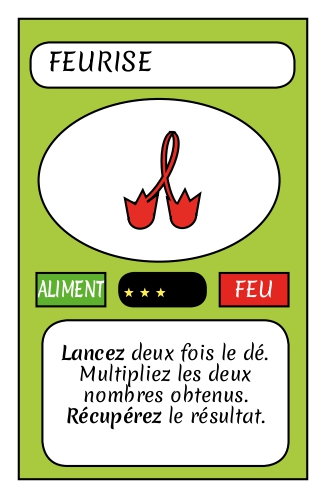 FEURISE
ALIMENT
FEU
Lancez deux fois le dé.
Multipliez les deux
nombres obtenus.
Récupérez le résultat.